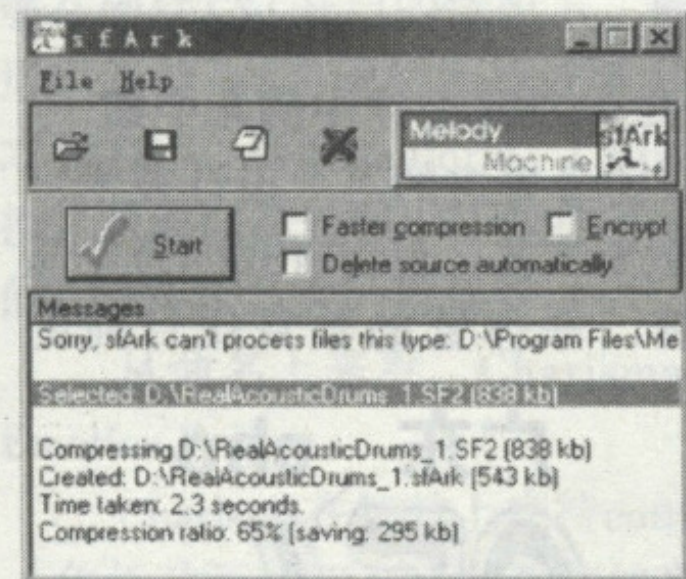 sfArk
File Help
Melody
Machine
sfArk
Start
Faster compression
Encrypt
Delete source automatically
Messages
Sorry, sfArk can't process files this type: D:\Program Files\Me
Selected: D:\RealAcousticDrums_1.SF2 (838 kb)
Compressing D:\RealAcousticDrums_1.SF2 (838 kb)
Created: D:\RealAcousticDrums_1.sfArk (543 kb)
Time taken: 2.3 seconds.
Compression ratio: 65% (saving: 295 kb)